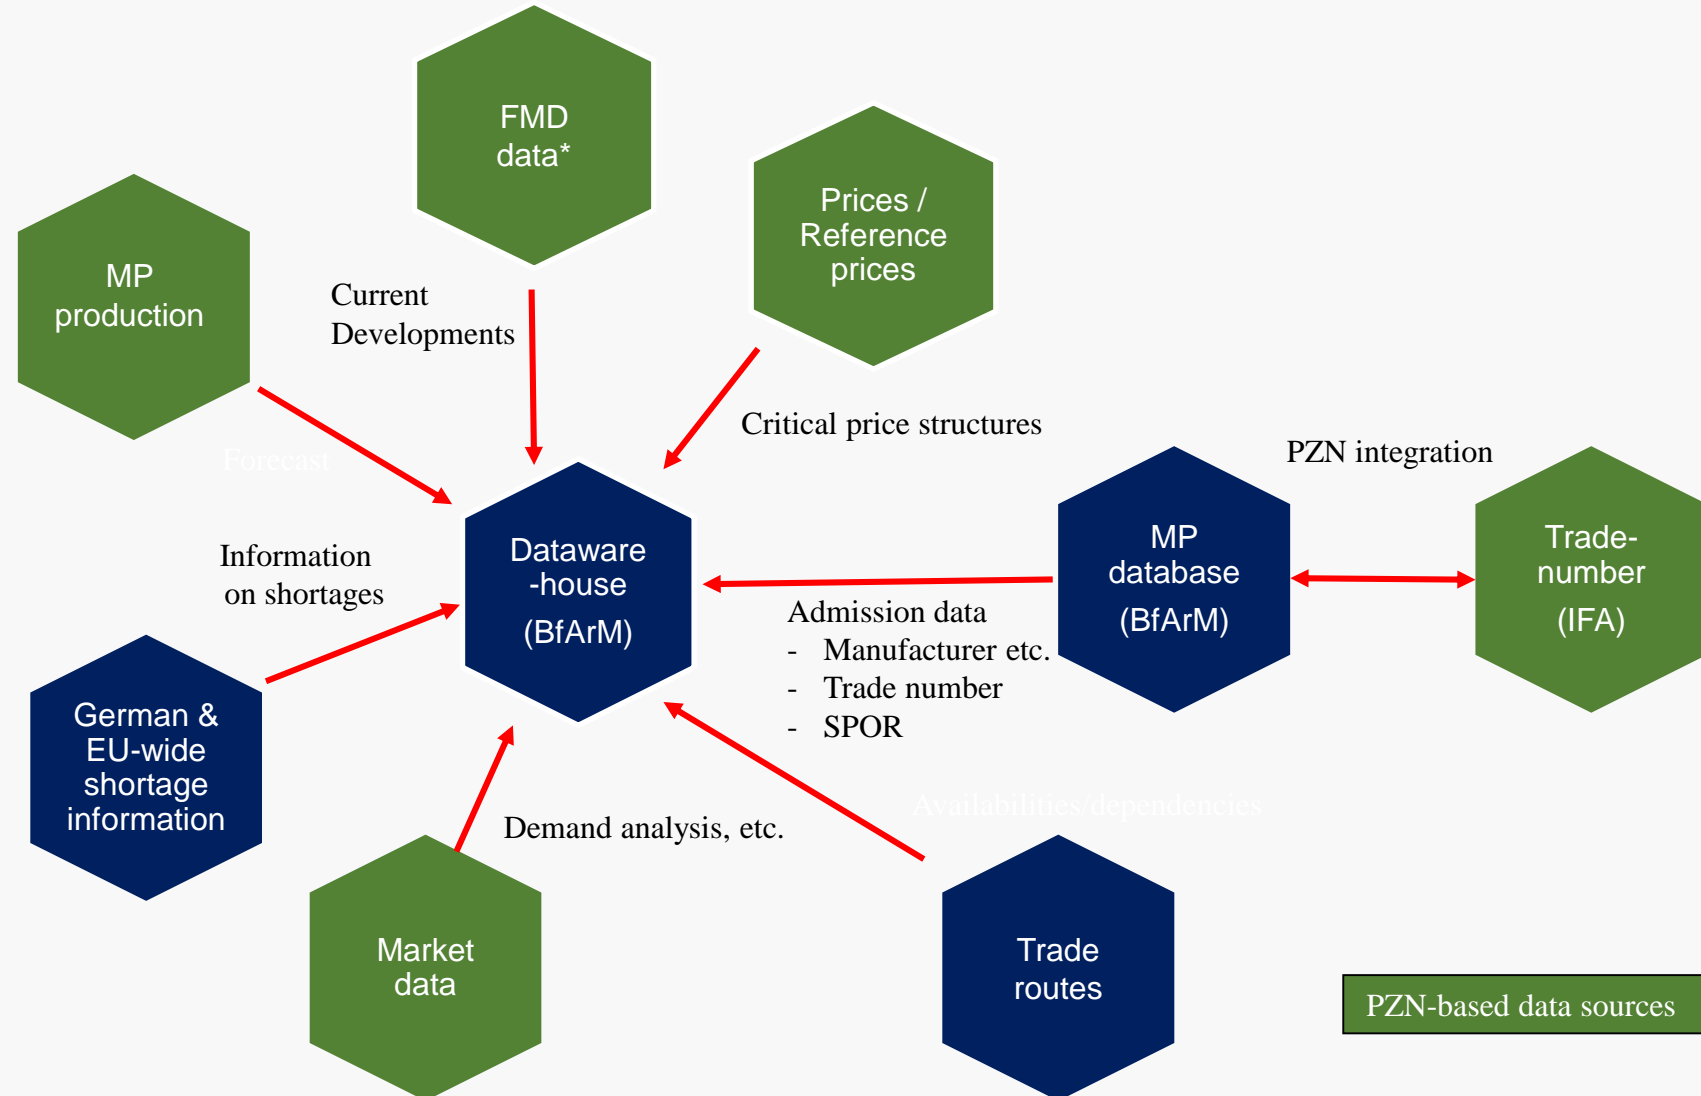 FMD
data*
Prices /
Reference
prices
MP
production
Current
Developments
Critical price structures
Forecast
PZN integration
Dataware
-house
(BfArM)
MP
database
(BfArM)
Trade-
number
(IFA)
Information
on shortages
Admission data
- Manufacturer etc.
- Trade number
- SPOR
German &
EU-wide
shortage
information
Availabilities/dependencies
Demand analysis, etc.
Market
data
Trade
routes
PZN-based data sources